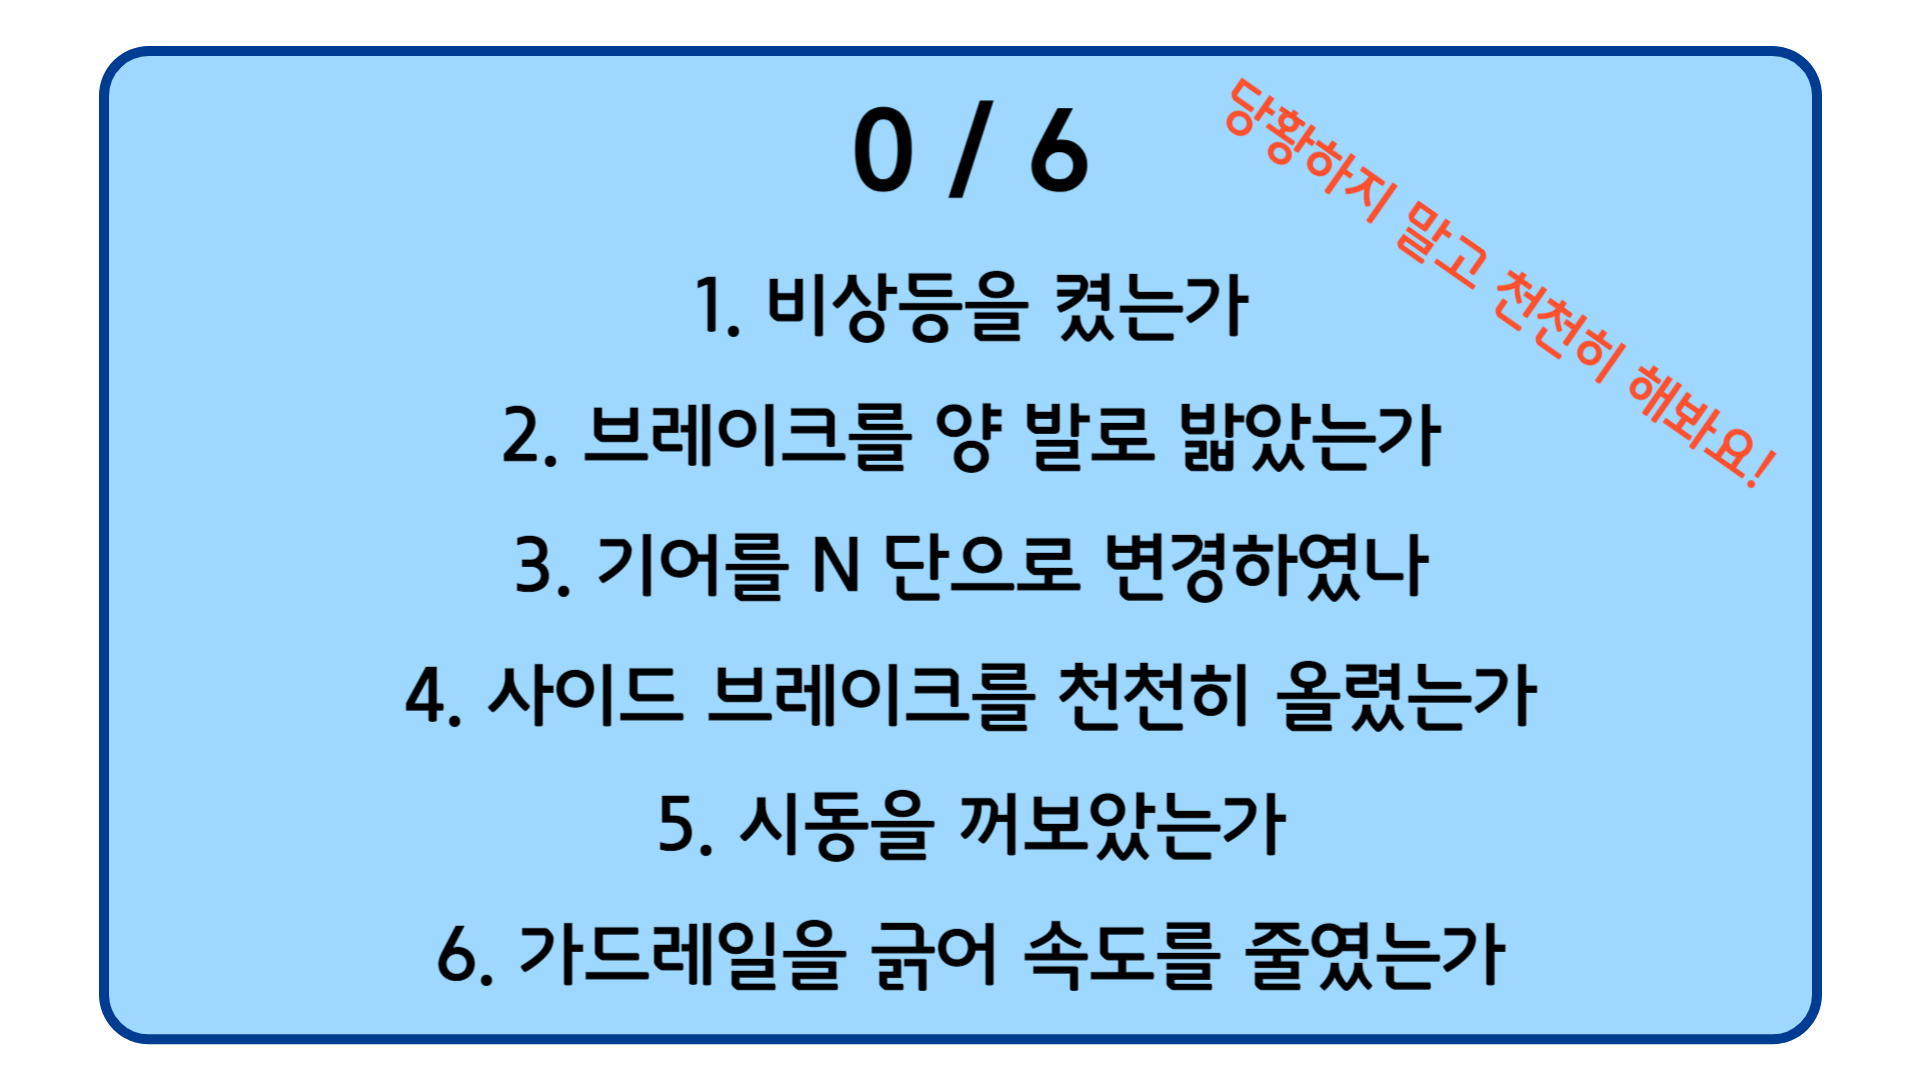 0 / 6
당황하지 말고 천천히 해봐요!
1. 비상등을 켰는가
2. 브레이크를 양 발로 밟았는가
3. 기어를 N 단으로 변경하였나
4. 사이드 브레이크를 천천히 올렸는가
5. 시동을 꺼보았는가
6. 가드레일을 긁어 속도를 줄였는가